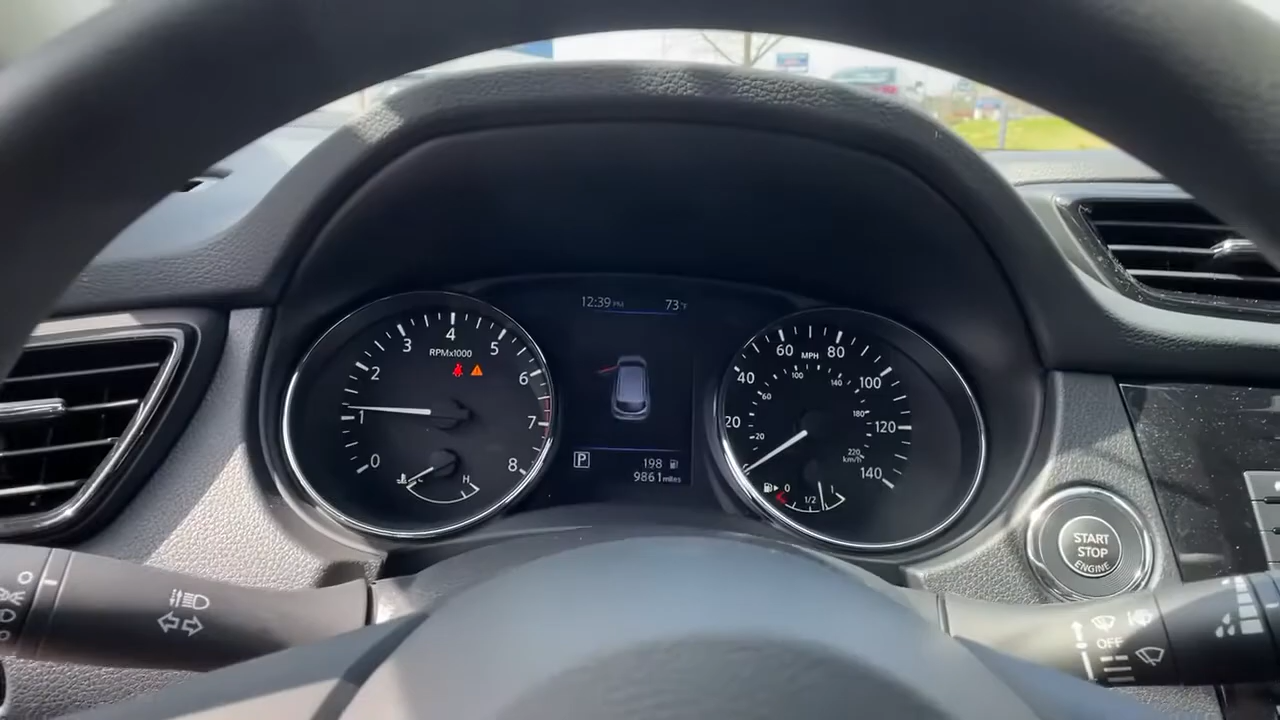 12:39 PM 73°F
0 1 2 3 4 5 6 7 8
RPMx1000
C H
P
198
9861 miles
0 20 40 60 80 100 120 140
MPH
20 60 100 140 180 220
km/h
0 1/2 1
START
STOP
ENGINE
OFF